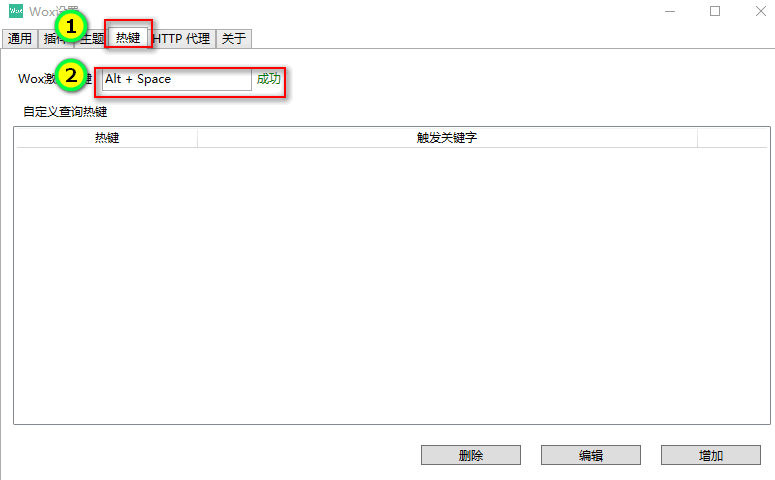 Wox Wox设置
1
通用 插件 主题 热键 HTTP 代理 关于
2
Wox激 键 Alt + Space 成功
自定义查询热键
热键 触发关键字
删除 编辑 增加